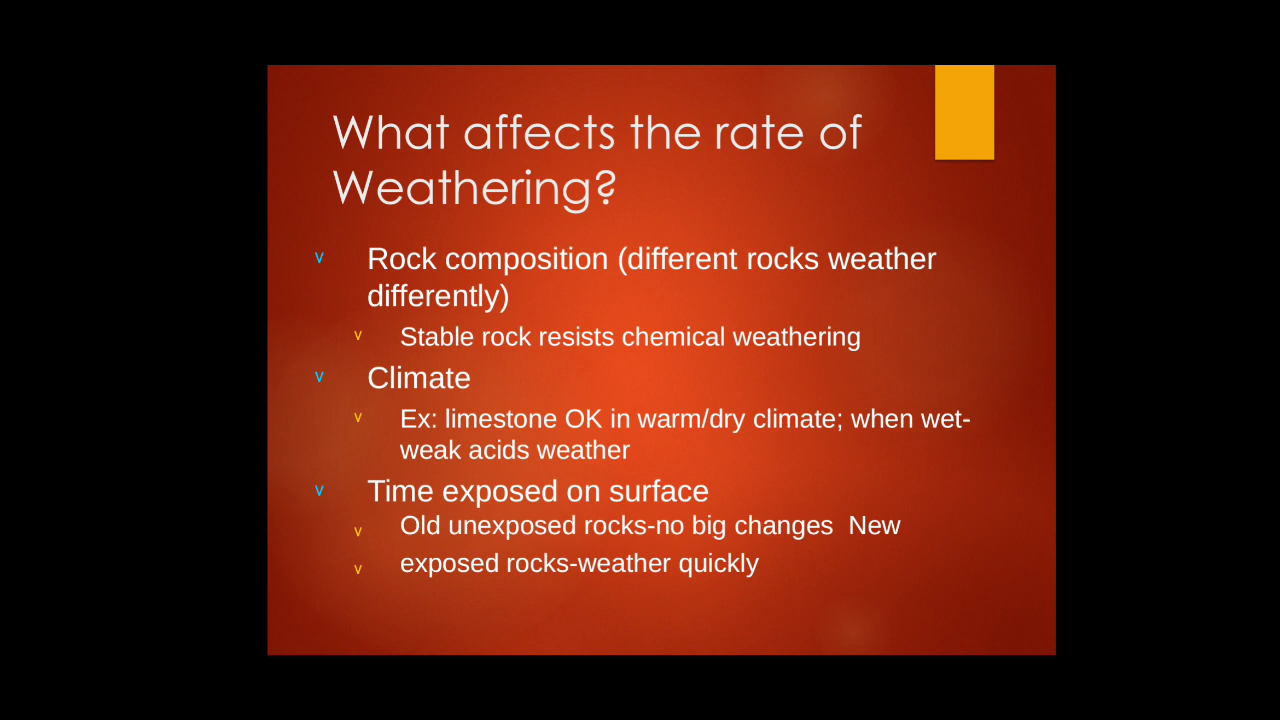 What affects the rate of
Weathering?
v Rock composition (different rocks weather
differently)
v Stable rock resists chemical weathering
v Climate
v Ex: limestone OK in warm/dry climate; when wet-
weak acids weather
v Time exposed on surface
v Old unexposed rocks-no big changes  New
v exposed rocks-weather quickly